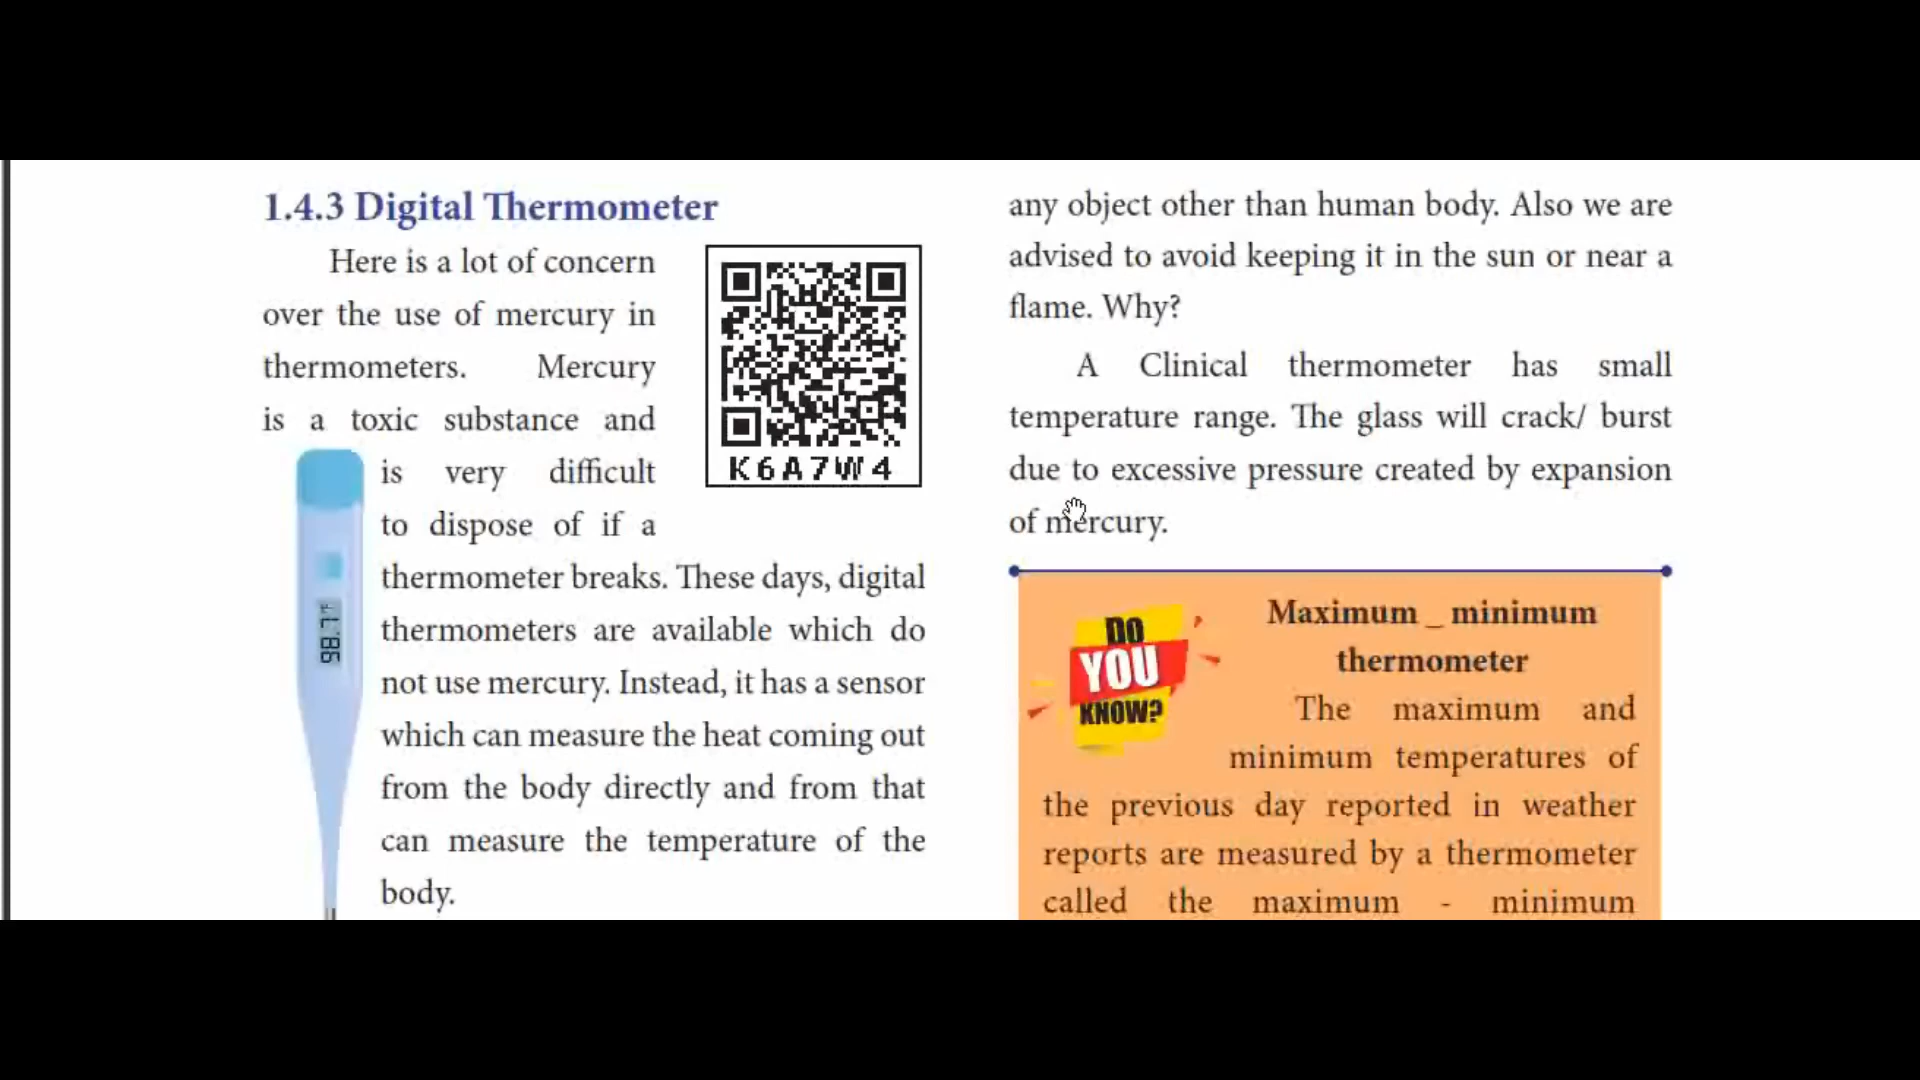 1.4.3 Digital Thermometer
Here is a lot of concern
over the use of mercury in
thermometers. Mercury
is a toxic substance and
is very difficult
to dispose of if a
thermometer breaks. These days, digital
thermometers are available which do
not use mercury. Instead, it has a sensor
which can measure the heat coming out
from the body directly and from that
can measure the temperature of the
body.
K6A7W4
98.7°F
any object other than human body. Also we are
advised to avoid keeping it in the sun or near a
flame. Why?
A Clinical thermometer has small
temperature range. The glass will crack/ burst
due to excessive pressure created by expansion
of mercury.
DO
YOU
KNOW?
Maximum _ minimum
thermometer
The maximum and
minimum temperatures of
the previous day reported in weather
reports are measured by a thermometer
called the maximum - minimum